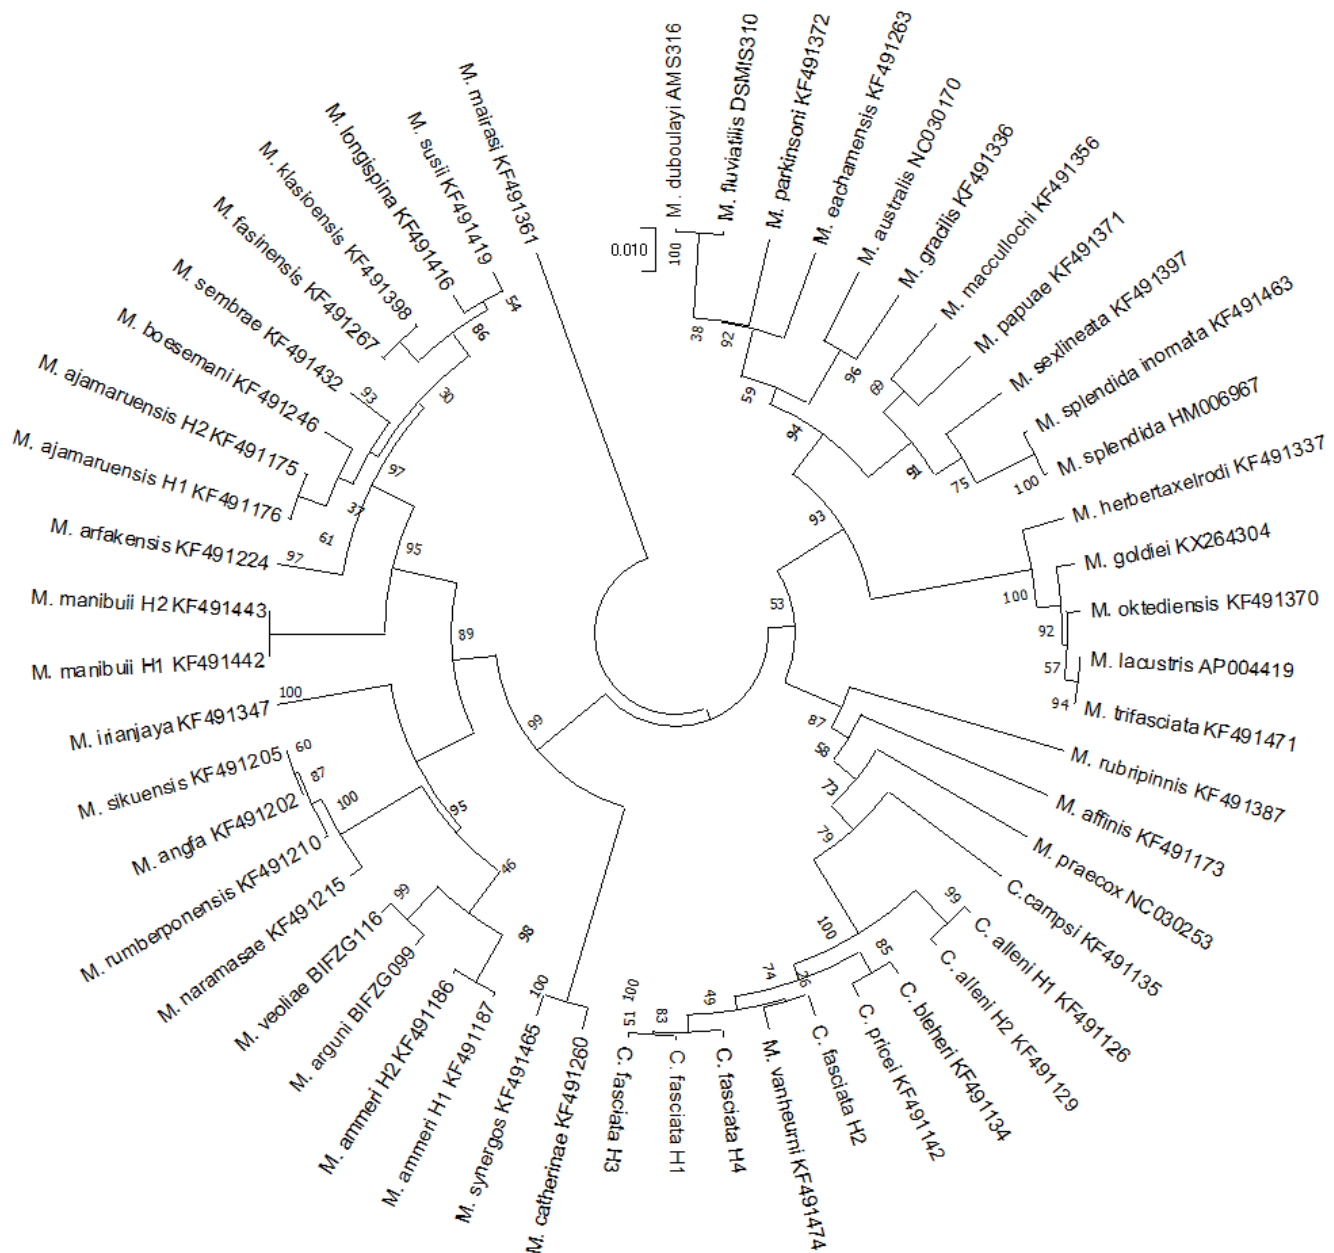 M. duboulayi AMS316
M. fluviatilis DSMIS310
M. parkinsoni KF491372
M. eachamensis KF491263
M. australis NC030170
M. gracilis KF491336
M. maccullochi KF491356
M. papuae KF491371
M. sexlineata KF491397
M. splendida inornata KF491463
M. splendida HM006967
M. herbertaxelrodi KF491337
M. goldiei KX264304
M. oktediensis KF491370
M. lacustris AP004419
M. trifasciata KF491471
M. rubripinnis KF491387
M. affinis KF491173
M. praecox NC030253
C.campsi KF491135
C. alleni H1 KF491126
C. alleni H2 KF491129
C. bleheri KF491134
C. pricei KF491142
C. fasciata H2
M. vanheurni KF491474
C. fasciata H4
C. fasciata H1
C. fasciata H3
M. catherinae KF491260
M. synergos KF491465
M. ammeri H1 KF491187
M. ammeri H2 KF491186
M. arguni BIFZG099
M. veoliae BIFZG116
M. naramasae KF491215
M. rumberponensis KF491210
M. angfa KF491202
M. sikuensis KF491205
M. irianjaya KF491347
M. manibuii H1 KF491442
M. manibuii H2 KF491443
M. arfakensis KF491224
M. ajamaruensis H1 KF491176
M. ajamaruensis H2 KF491175
M. boesemani KF491246
M. sembrae KF491432
M. fasinensis KF491267
M. klasioensis KF491398
M. longispina KF491416
M. susii KF491419
M. mairasi KF491361
0.010
100
38
92
59
96
94
69
91
75
100
93
100
92
57
94
53
87
58
73
79
99
100
85
26
74
49
83
100
51
99
100
98
46
99
95
100
87
60
100
89
95
97
61
37
97
93
30
86
54